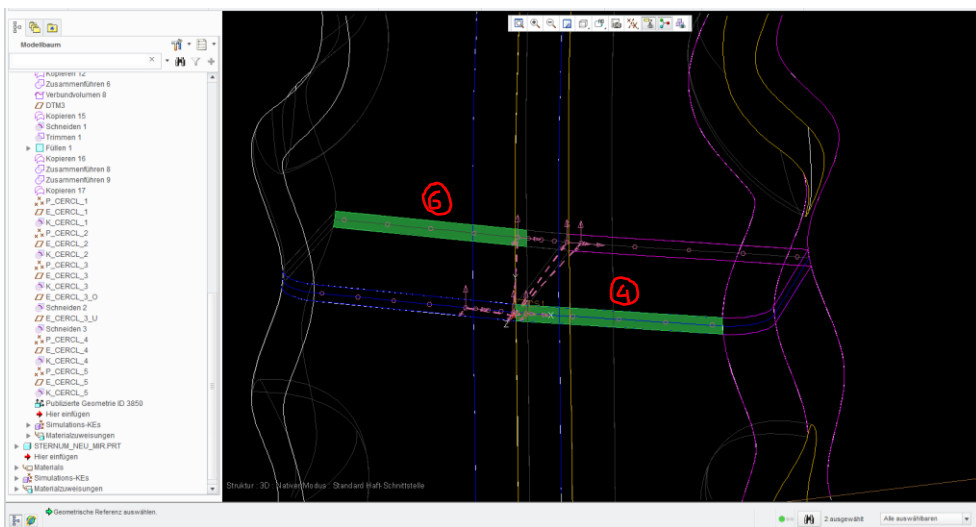 Modellbaum
Kopieren 12
Zusammenführen 6
Verbundvolumen 8
DTM3
Kopieren 15
Schneiden 1
Trimmen 1
Füllen 1
Kopieren 16
Zusammenführen 8
Zusammenführen 9
Kopieren 17
P_CERCL_1
E_CERCL_1
K_CERCL_1
P_CERCL_2
E_CERCL_2
K_CERCL_2
P_CERCL_3
E_CERCL_3
K_CERCL_3
E_CERCL_3_O
Schneiden 2
E_CERCL_3_U
Schneiden 3
P_CERCL_4
E_CERCL_4
K_CERCL_4
P_CERCL_5
E_CERCL_5
K_CERCL_5
Publizierte Geometrie ID 3850
Hier einfügen
Simulations-KEs
Materialzuweisungen
STERNUM_NEU_MIR.PRT
Hier einfügen
Materials
Simulations-KEs
Materialzuweisungen
6
4
X
Z
Struktur : 3D : Nativer Modus : Standard Haft-Schnittstelle
Geometrische Referenz auswählen.
2 ausgewählt
Alle auswählbaren